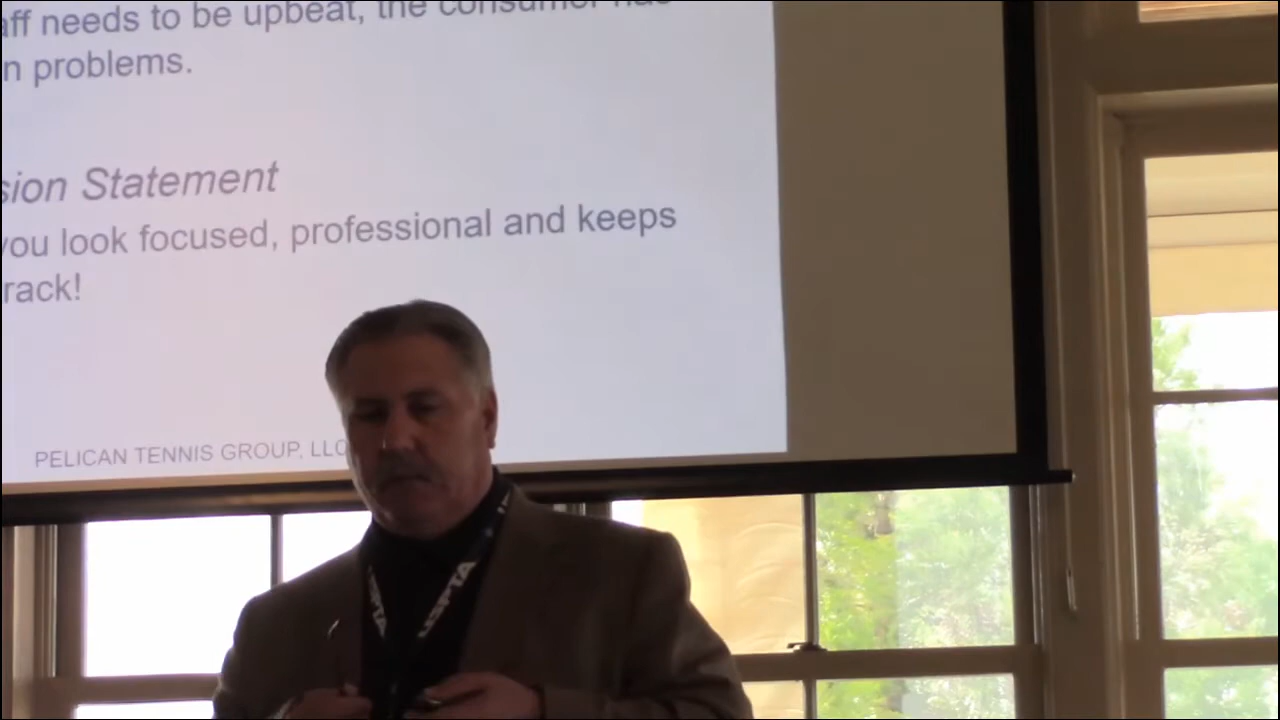 aff needs to be upbeat, the consumer has
n problems.
sion Statement
you look focused, professional and keeps
rack!
PELICAN TENNIS GROUP, LLC
USPTA
USPTA